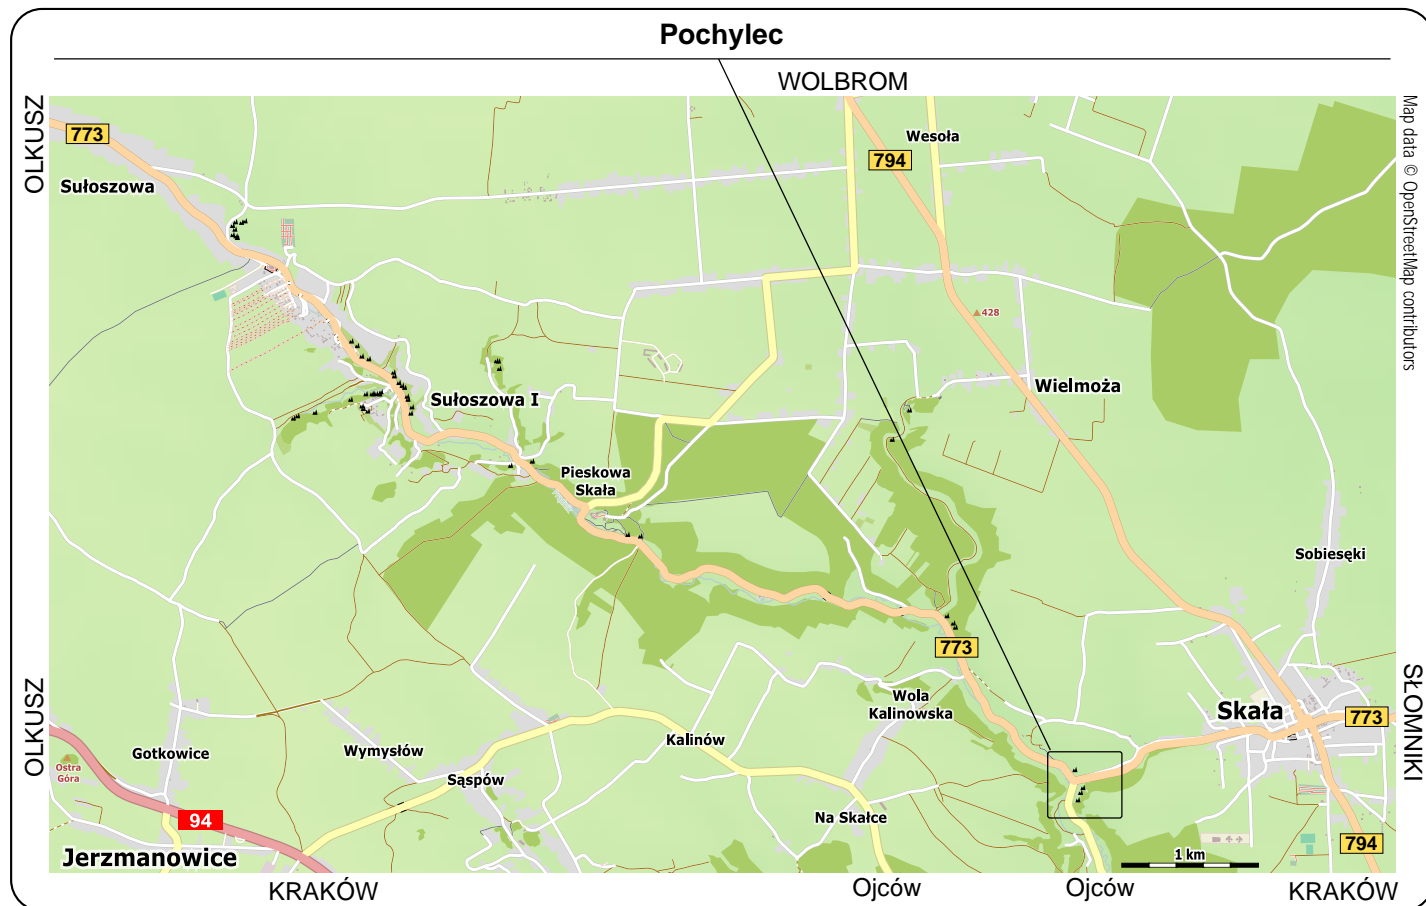 Pochylec
WOLBROM
OLKUSZ
773
Sułoszowa
794
Wesoła
Map data © OpenStreetMap contributors
428
Wielmoża
Sułoszowa I
Pieskowa
Skała
Sobiesęki
773
OLKUSZ
Wola
Kalinowska
Skała
773
SŁOMNIKI
Gotkowice
Wymysłów
Kalinów
Ostra
Góra
Sąspów
Na Skałce
94
Jerzmanowice
1 km
794
KRAKÓW
Ojców
Ojców
KRAKÓW